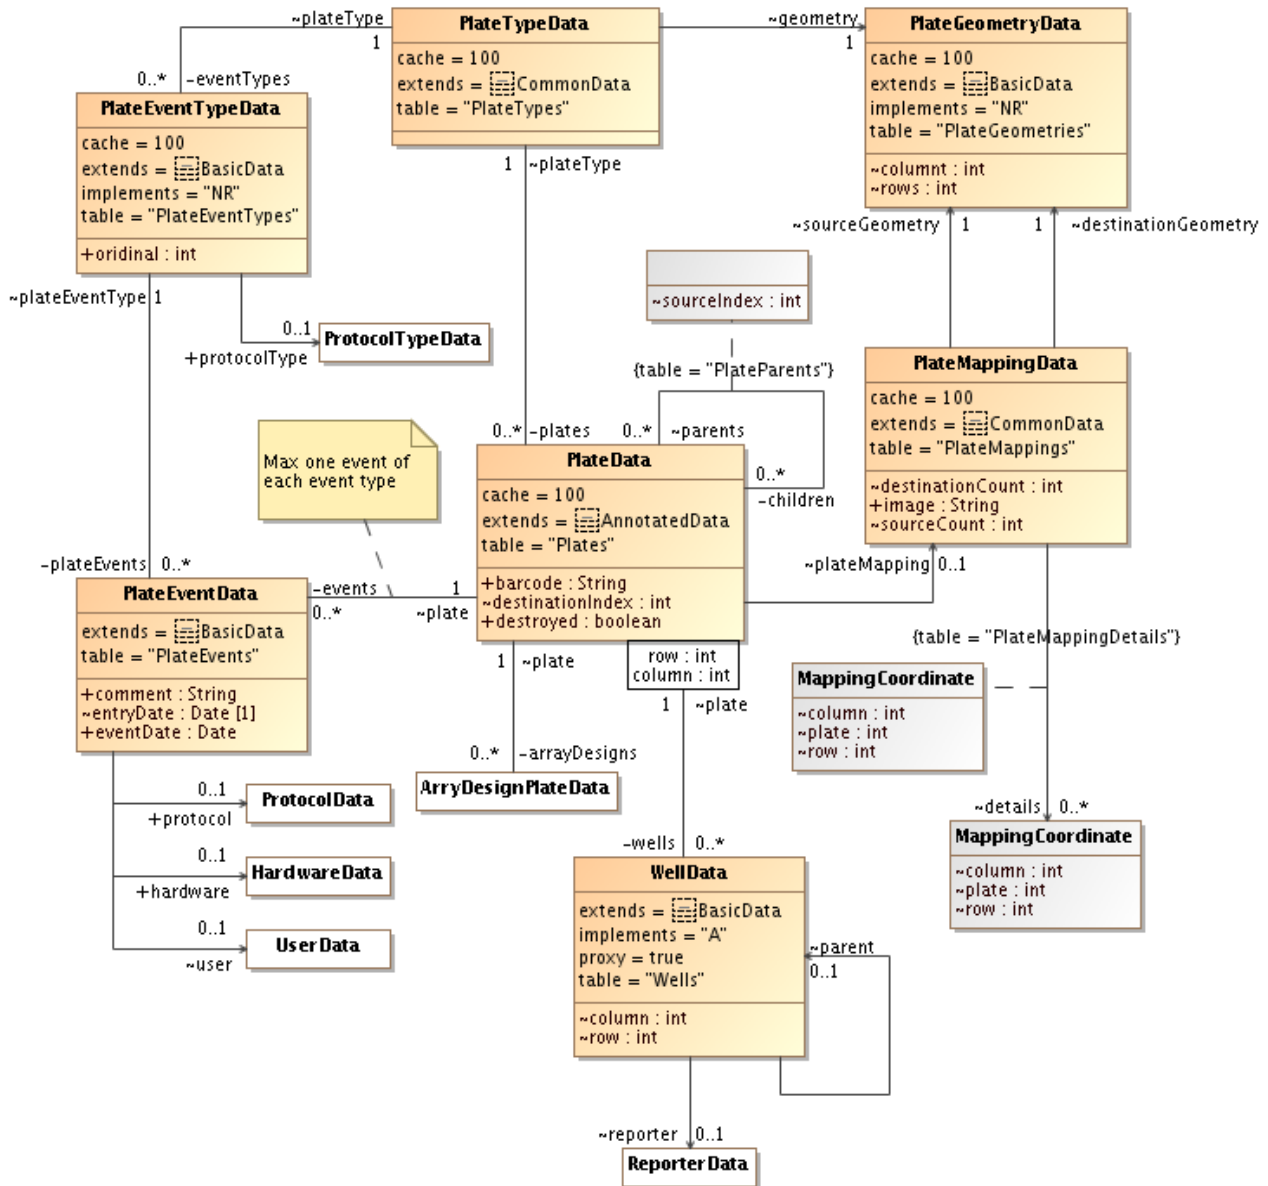 ~plateType
1
PlateTypeData
cache = 100
extends = CommonData
table = "PlateTypes"
~geometry
1
PlateGeometryData
cache = 100
extends = BasicData
implements = "NR"
table = "PlateGeometries"
~columnt : int
~rows : int
0..* -eventTypes
PlateEventTypeData
cache = 100
extends = BasicData
implements = "NR"
table = "PlateEventTypes"
+oridinal : int
1 ~plateType
~sourceGeometry 1
1 ~destinationGeometry
~plateEventType 1
0..1
+protocolType
ProtocolTypeData
~sourceIndex : int
{table = "PlateParents"}
PlateMappingData
cache = 100
extends = CommonData
table = "PlateMappings"
~destinationCount : int
+image : String
~sourceCount : int
Max one event of
each event type
0..* -plates
0..* ~parents
0..*
-children
PlateData
cache = 100
extends = AnnotatedData
table = "Plates"
+barcode : String
~destinationIndex : int
+destroyed : boolean
row : int
column : int
~plateMapping 0..1
-plateEvents 0..*
PlateEventData
extends = BasicData
table = "PlateEvents"
+comment : String
~entryDate : Date [1]
+eventDate : Date
-events
0..*
1
~plate
1 ~plate
1 ~plate
{table = "PlateMappingDetails"}
MappingCoordinate
~column : int
~plate : int
~row : int
0..* -arrayDesigns
ArryDesignPlateData
0..1
+protocol
ProtocolData
0..1
+hardware
HardwareData
0..1
~user
UserData
~details 0..*
MappingCoordinate
~column : int
~plate : int
~row : int
-wells 0..*
WellData
extends = BasicData
implements = "A"
proxy = true
table = "Wells"
~column : int
~row : int
~parent
0..1
~reporter 0..1
ReporterData